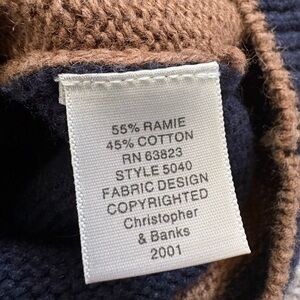 55% RAMIE
45% COTTON
RN 63823
STYLE 5040
FABRIC DESIGN
COPYRIGHTED
Christopher
& Banks
2001